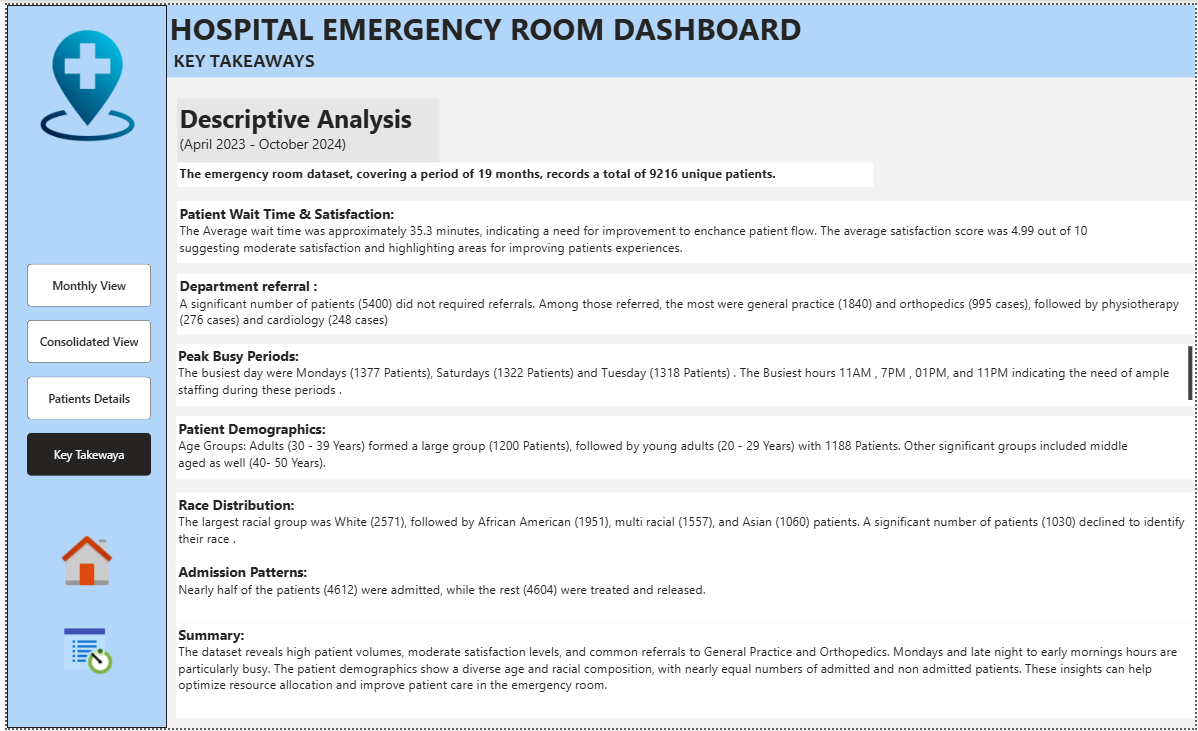 HOSPITAL EMERGENCY ROOM DASHBOARD
KEY TAKEAWAYS
Descriptive Analysis
(April 2023 - October 2024)
The emergency room dataset, covering a period of 19 months, records a total of 9216 unique patients.
Patient Wait Time & Satisfaction:
The Average wait time was approximately 35.3 minutes, indicating a need for improvement to enchance patient flow. The average satisfaction score was 4.99 out of 10
suggesting moderate satisfaction and highlighting areas for improving patients experiences.
Monthly View
Consolidated View
Patients Details
Key Takewaya
Department referral :
A significant number of patients (5400) did not required referrals. Among those referred, the most were general practice (1840) and orthopedics (995 cases), followed by physiotherapy
(276 cases) and cardiology (248 cases)
Peak Busy Periods:
The busiest day were Mondays (1377 Patients), Saturdays (1322 Patients) and Tuesday (1318 Patients) . The Busiest hours 11AM , 7PM , 01PM, and 11PM indicating the need of ample
staffing during these periods .
Patient Demographics:
Age Groups: Adults (30 - 39 Years) formed a large group (1200 Patients), followed by young adults (20 - 29 Years) with 1188 Patients. Other significant groups included middle
aged as well (40- 50 Years).
Race Distribution:
The largest racial group was White (2571), followed by African American (1951), multi racial (1557), and Asian (1060) patients. A significant number of patients (1030) declined to identify
their race .
Admission Patterns:
Nearly half of the patients (4612) were admitted, while the rest (4604) were treated and released.
Summary:
The dataset reveals high patient volumes, moderate satisfaction levels, and common referrals to General Practice and Orthopedics. Mondays and late night to early mornings hours are
particularly busy. The patient demographics show a diverse age and racial composition, with nearly equal numbers of admitted and non admitted patients. These insights can help
optimize resource allocation and improve patient care in the emergency room.